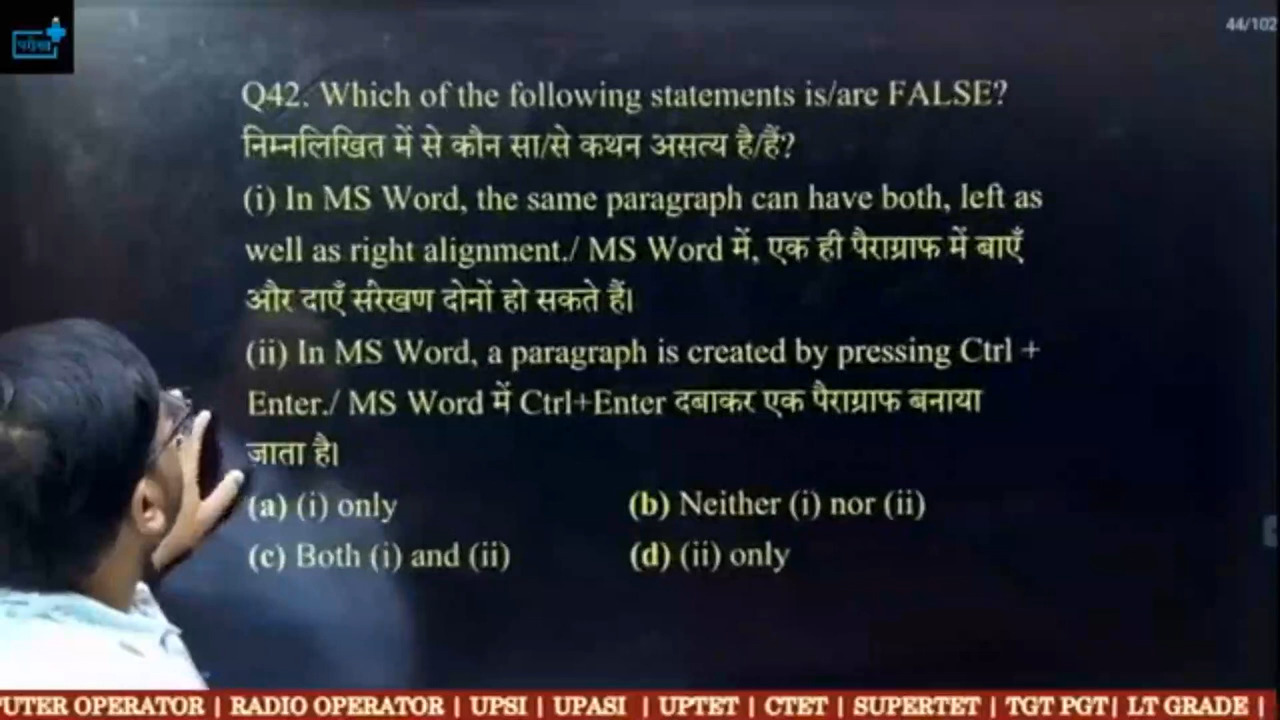 परीक्षा
44/102
Q42. Which of the following statements is/are FALSE?
निम्नलिखित में से कौन सा/से कथन असत्य है/हैं?
(i) In MS Word, the same paragraph can have both, left as
well as right alignment./ MS Word में, एक ही पैराग्राफ में बाएँ
और दाएँ संरेखण दोनों हो सकते हैं।
(ii) In MS Word, a paragraph is created by pressing Ctrl +
Enter./ MS Word में Ctrl+Enter दबाकर एक पैराग्राफ बनाया
जाता है।
(a) (i) only (b) Neither (i) nor (ii)
(c) Both (i) and (ii) (d) (ii) only
PUTER OPERATOR | RADIO OPERATOR | UPSI | UPASI | UPTET | CTET | SUPERTET | TGT PGT| LT GRADE |